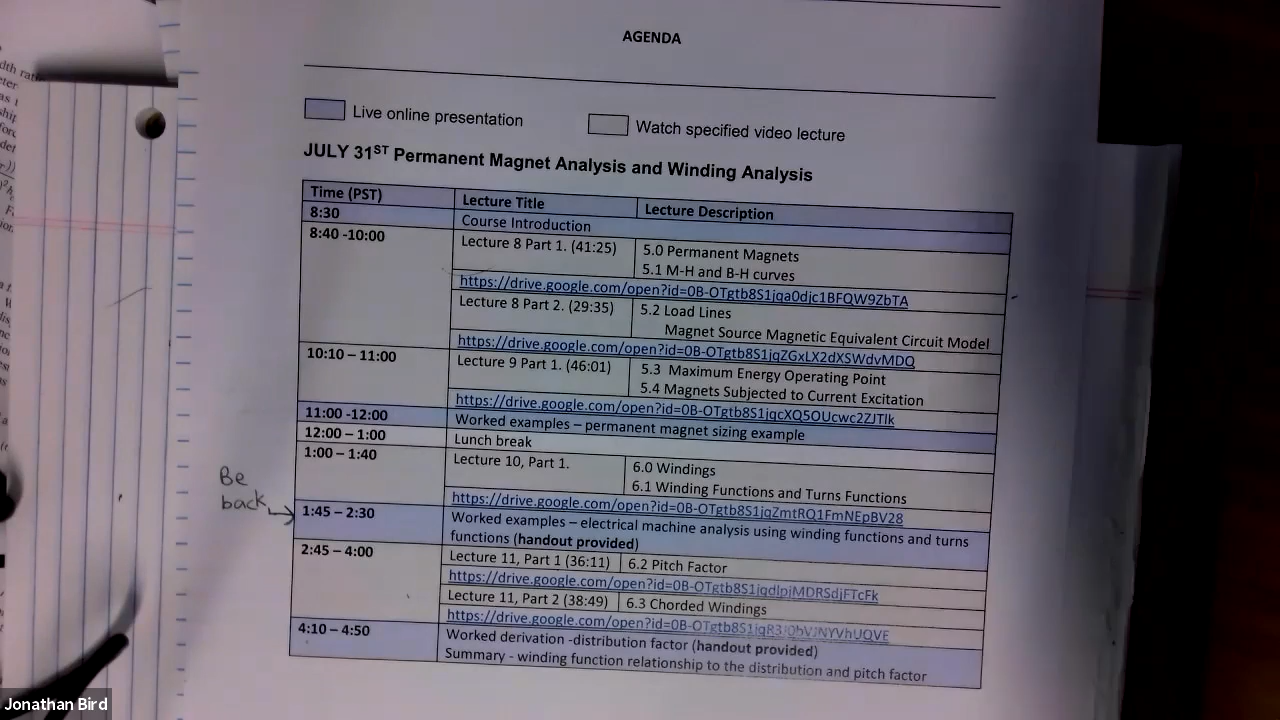 AGENDA
Live online presentation
Watch specified video lecture
JULY 31ST Permanent Magnet Analysis and Winding Analysis
Time (PST) Lecture Title Lecture Description
8:30 Course Introduction
8:40 -10:00 Lecture 8 Part 1. (41:25) 5.0 Permanent Magnets
5.1 M-H and B-H curves
https://drive.google.com/open?id=0B-OTgtb8S1jqa0djc1BFQW9ZbTA
Lecture 8 Part 2. (29:35) 5.2 Load Lines
Magnet Source Magnetic Equivalent Circuit Model
https://drive.google.com/open?id=0B-OTgtb8S1jqZGxLX2dXSWdvMDQ
10:10 – 11:00 Lecture 9 Part 1. (46:01) 5.3 Maximum Energy Operating Point
5.4 Magnets Subjected to Current Excitation
https://drive.google.com/open?id=0B-OTgtb8S1jqcXQ5OUcwc2ZJTlk
11:00 -12:00 Worked examples – permanent magnet sizing example
12:00 – 1:00 Lunch break
1:00 – 1:40 Lecture 10, Part 1. 6.0 Windings
6.1 Winding Functions and Turns Functions
https://drive.google.com/open?id=0B-OTgtb8S1jqZmtRQ1FmNEpBV28
Be
back
1:45 – 2:30 Worked examples – electrical machine analysis using winding functions and turns
functions (handout provided)
2:45 – 4:00 Lecture 11, Part 1 (36:11) 6.2 Pitch Factor
https://drive.google.com/open?id=0B-OTgtb8S1jqdlpjMDRSdjFTcFk
Lecture 11, Part 2 (38:49) 6.3 Chorded Windings
4:10 – 4:50 Worked derivation -distribution factor (handout provided)
Summary - winding function relationship to the distribution and pitch factor
Jonathan Bird